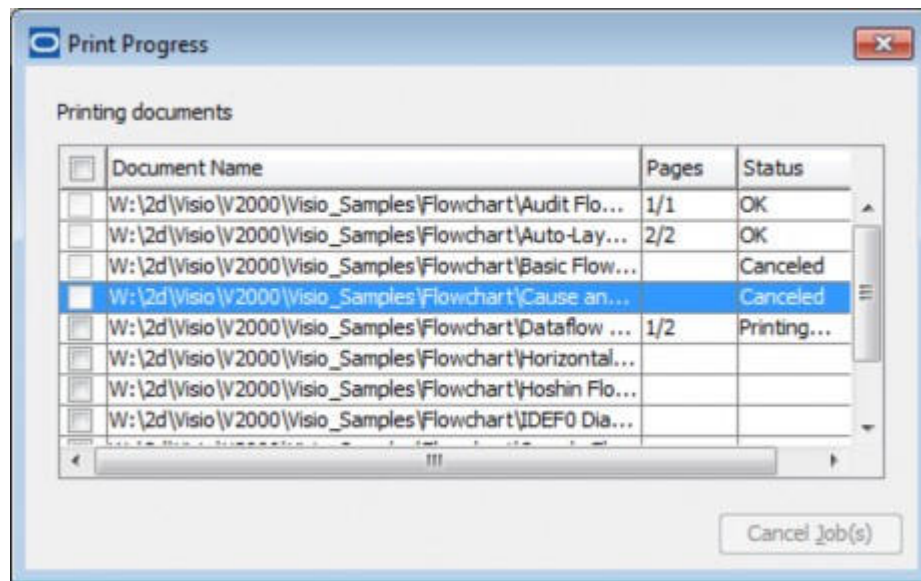 Print Progress
Printing documents
Document Name Pages Status
W:\2d\Visio\V2000\Visio_Samples\Flowchart\Audit Flo... 1/1 OK
W:\2d\Visio\V2000\Visio_Samples\Flowchart\Auto-Lay... 2/2 OK
W:\2d\Visio\V2000\Visio_Samples\Flowchart\Basic Flow... Canceled
W:\2d\Visio\V2000\Visio_Samples\Flowchart\Cause an... Canceled
W:\2d\Visio\V2000\Visio_Samples\Flowchart\Dataflow ... 1/2 Printing...
W:\2d\Visio\V2000\Visio_Samples\Flowchart\Horizontal...
W:\2d\Visio\V2000\Visio_Samples\Flowchart\Hoshin Flo...
W:\2d\Visio\V2000\Visio_Samples\Flowchart\IDEF0 Dia...
Cancel Job(s)